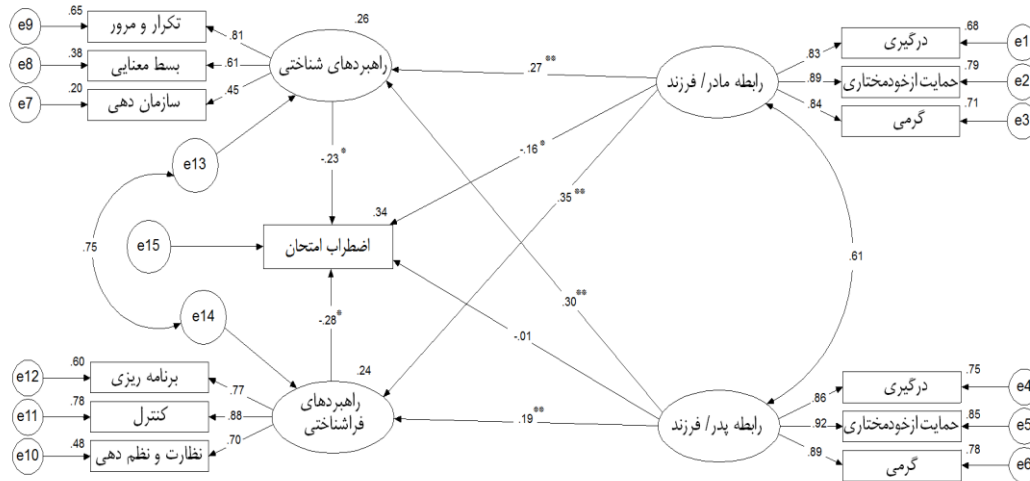 e9
.65
تکرار و مرور
.81
.26
راهبردهای شناختی
e8
.38
بسط معنایی
.61
e7
.20
سازمان دهی
.45
.27**
رابطه مادر/ فرزند
.83
درگیری
.68
e1
.89
حمایت ازخودمختاری
.79
e2
.84
گرمی
.71
e3
e13
-.23*
-.16*
.35**
.34
اضطراب امتحان
e15
.75
.61
e14
-.28*
.30**
-.01
e12
.60
برنامه ریزی
.77
.24
راهبردهای
فراشناختی
e11
.78
کنترل
.88
e10
.48
نظارت و نظم دهی
.70
.19**
رابطه پدر/ فرزند
.86
درگیری
.75
e4
.92
حمایت ازخودمختاری
.85
e5
.89
گرمی
.78
e6